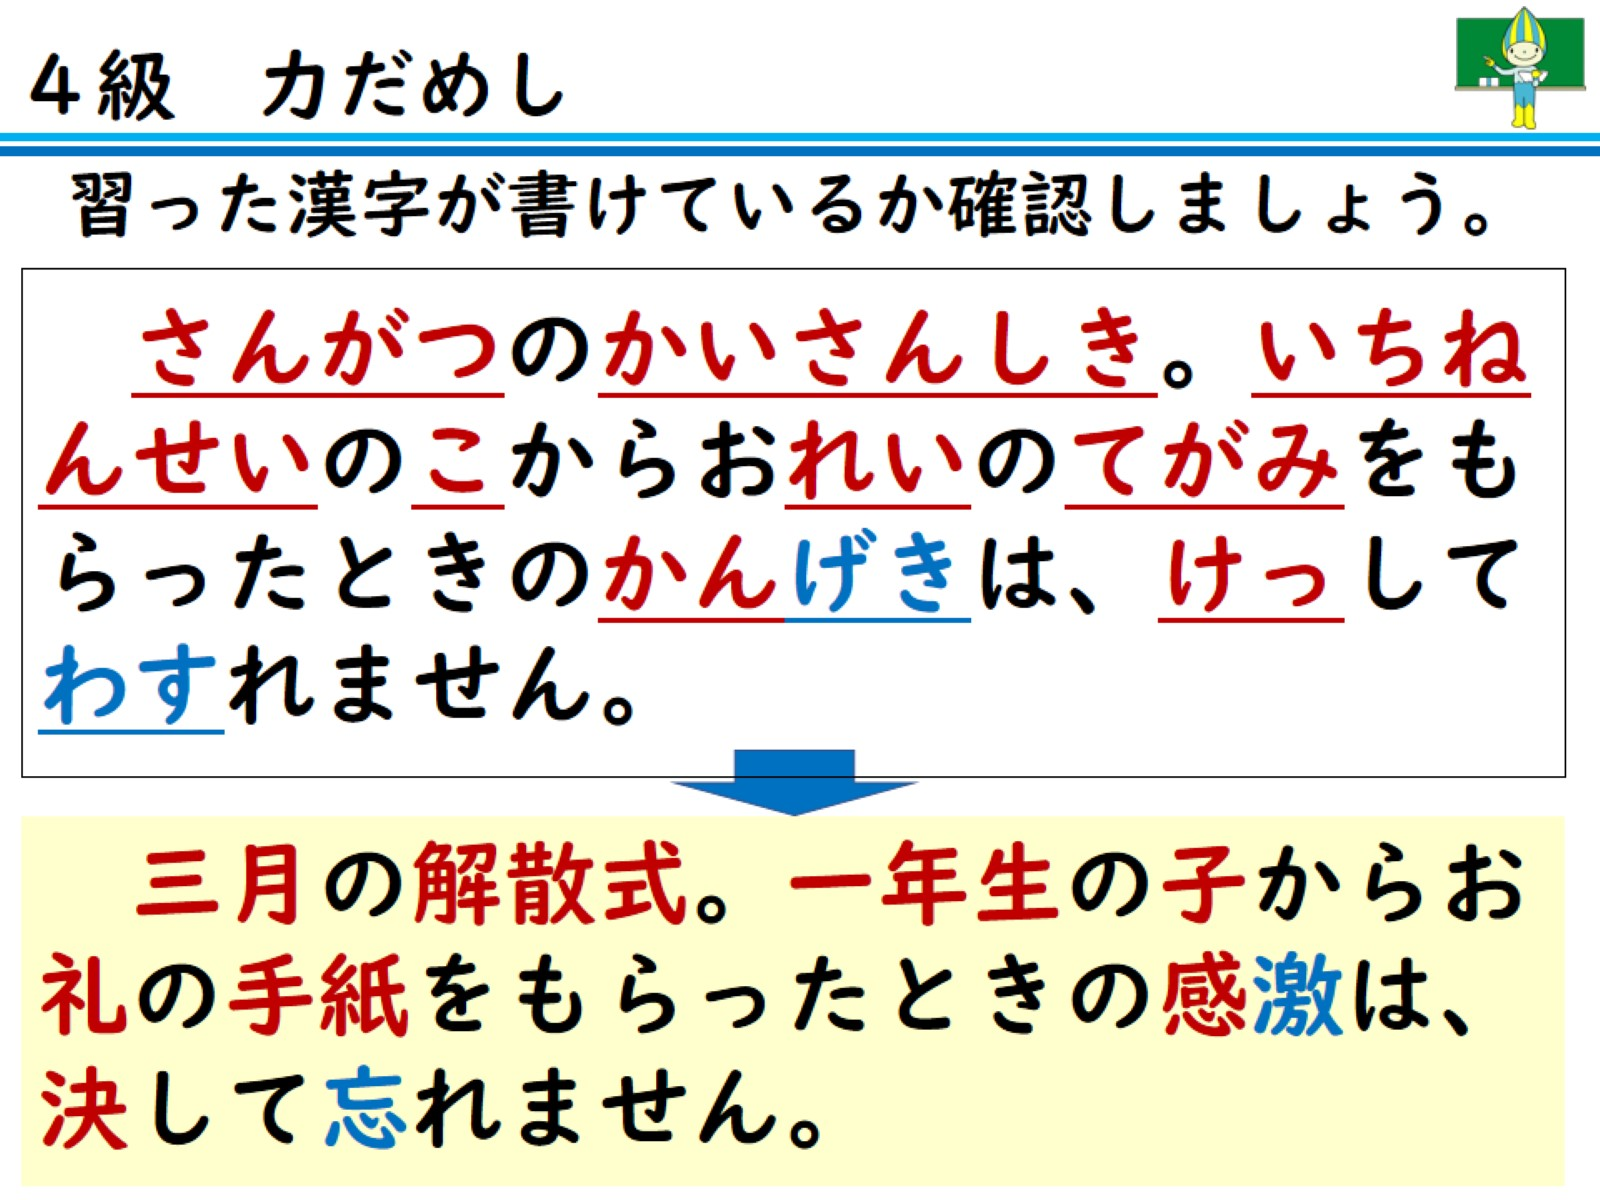 ４級　力だめし
習った漢字が書けているか確認しましょう。
さんがつのかいさんしき。いちね
んせいのこからおれいのてがみをも
らったときのかんげきは、けっして
わすれません。
三月の解散式。一年生の子からお
礼の手紙をもらったときの感激は、
決して忘れません。